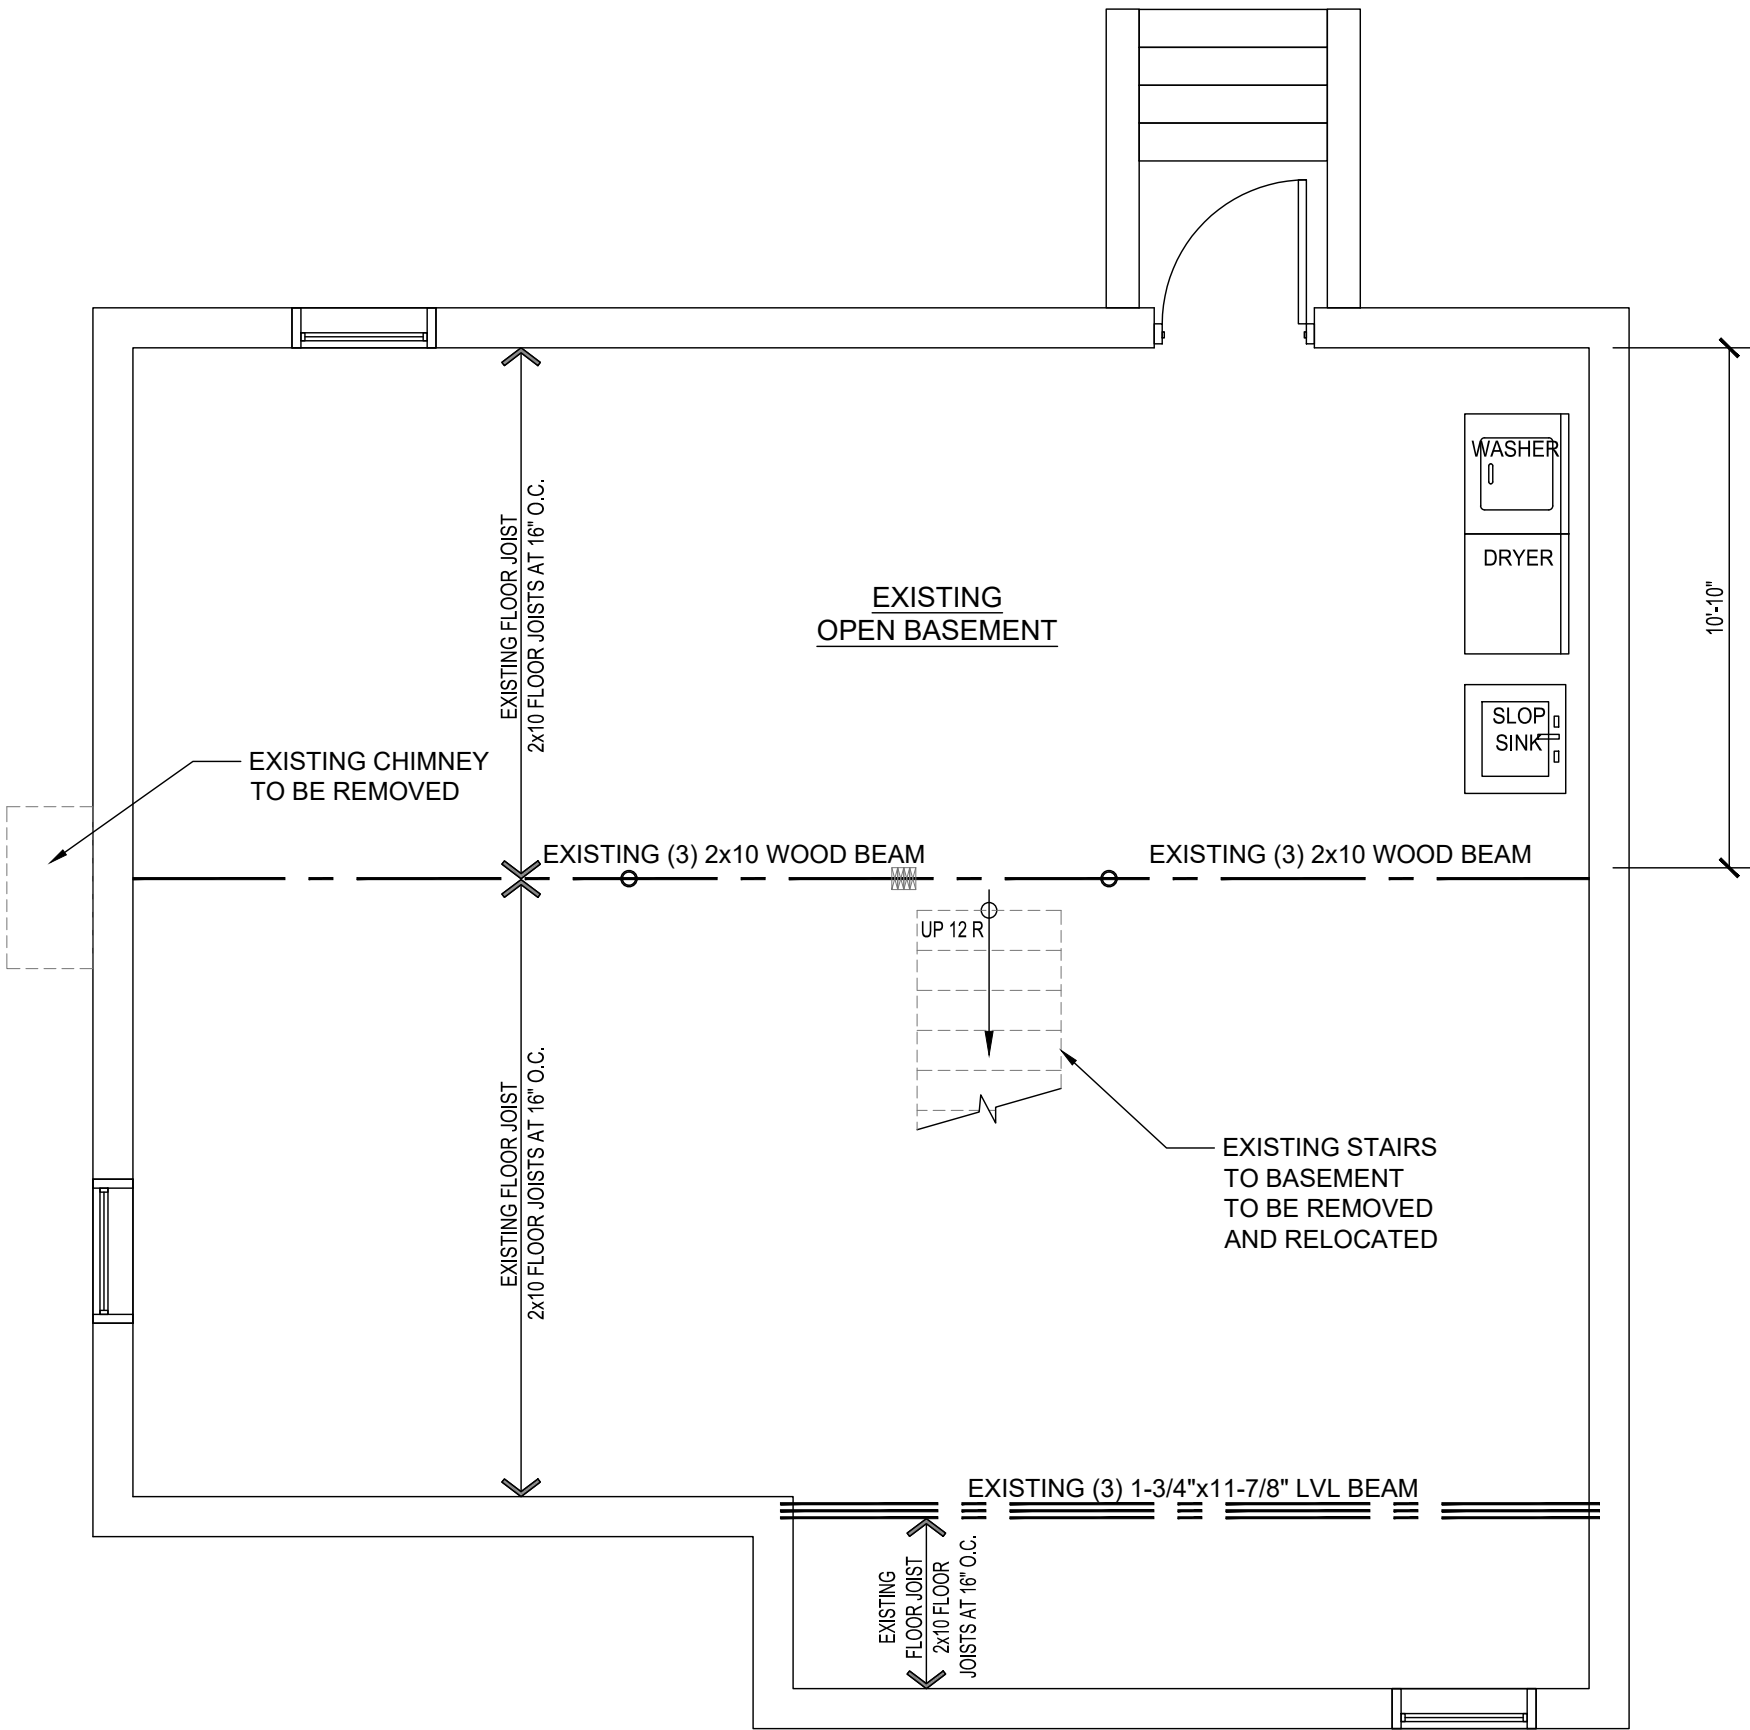 WASHER
EXISTING FLOOR JOIST
2x10 FLOOR JOISTS AT 16" O.C.
DRYER
EXISTING
OPEN BASEMENT
10'-10"
SLOP
SINK
EXISTING CHIMNEY
TO BE REMOVED
EXISTING (3) 2x10 WOOD BEAM
EXISTING (3) 2x10 WOOD BEAM
UP 12 R
EXISTING FLOOR JOIST
2x10 FLOOR JOISTS AT 16" O.C.
EXISTING STAIRS
TO BASEMENT
TO BE REMOVED
AND RELOCATED
EXISTING (3) 1-3/4"x11-7/8" LVL BEAM
EXISTING
FLOOR JOIST
2x10 FLOOR
JOISTS AT 16" O.C.